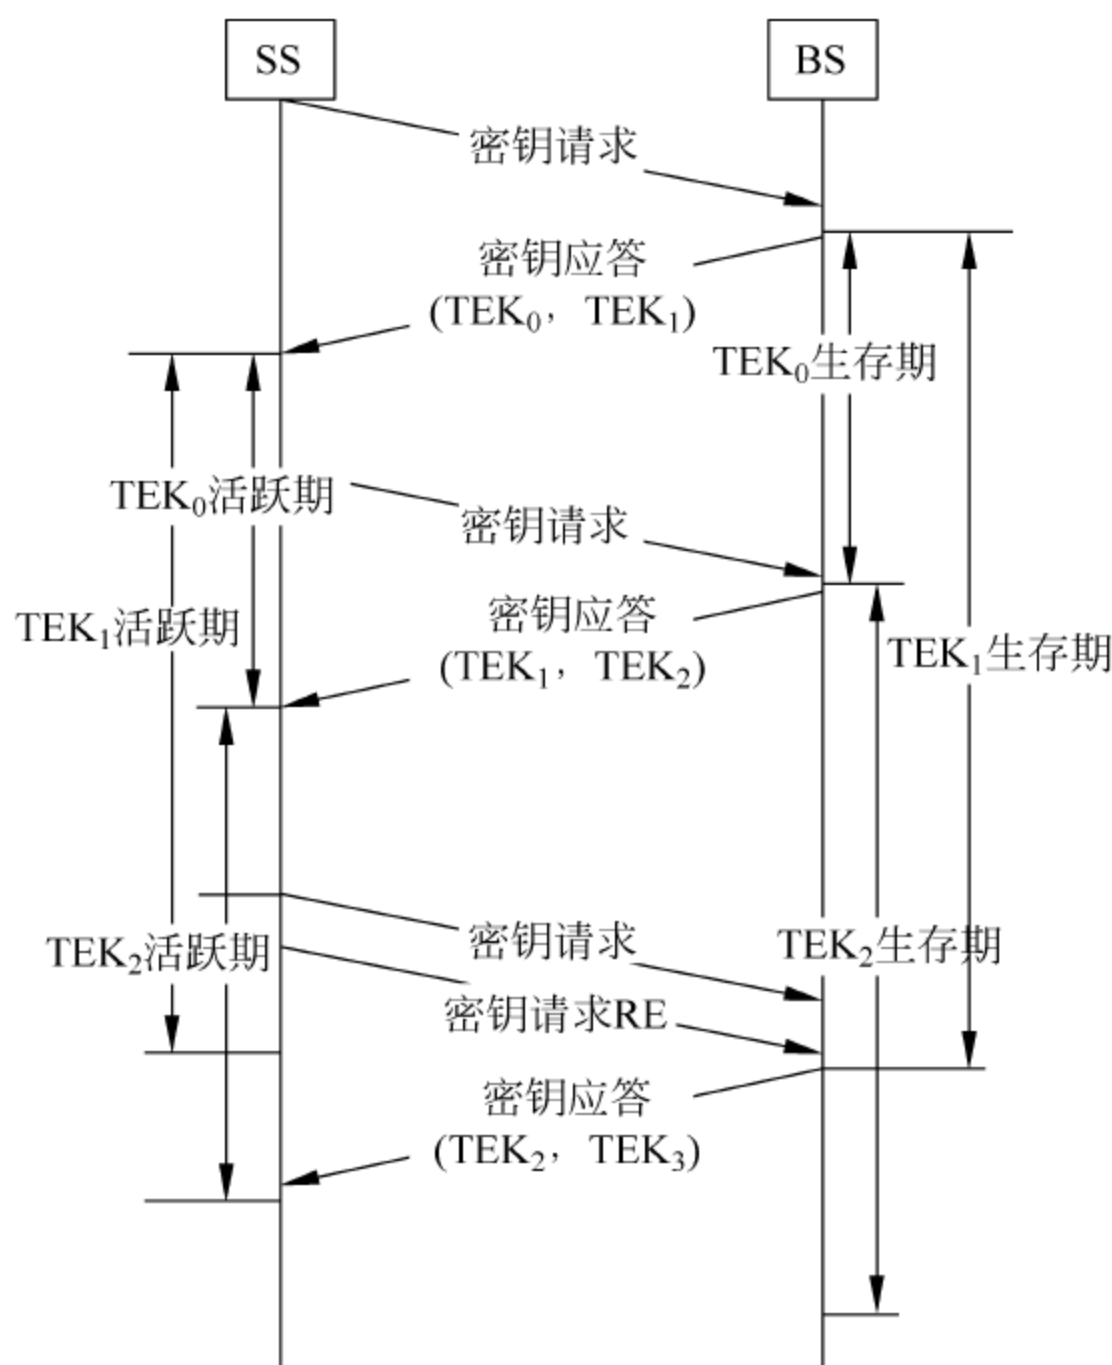 SS
BS
密钥请求
密钥应答
(TEK₀，TEK₁)
TEK₀生存期
TEK₀活跃期
密钥请求
密钥应答
TEK₁活跃期
TEK₁生存期
(TEK₁，TEK₂)
密钥请求
TEK₂活跃期
TEK₂生存期
密钥请求RE
密钥应答
(TEK₂，TEK₃)